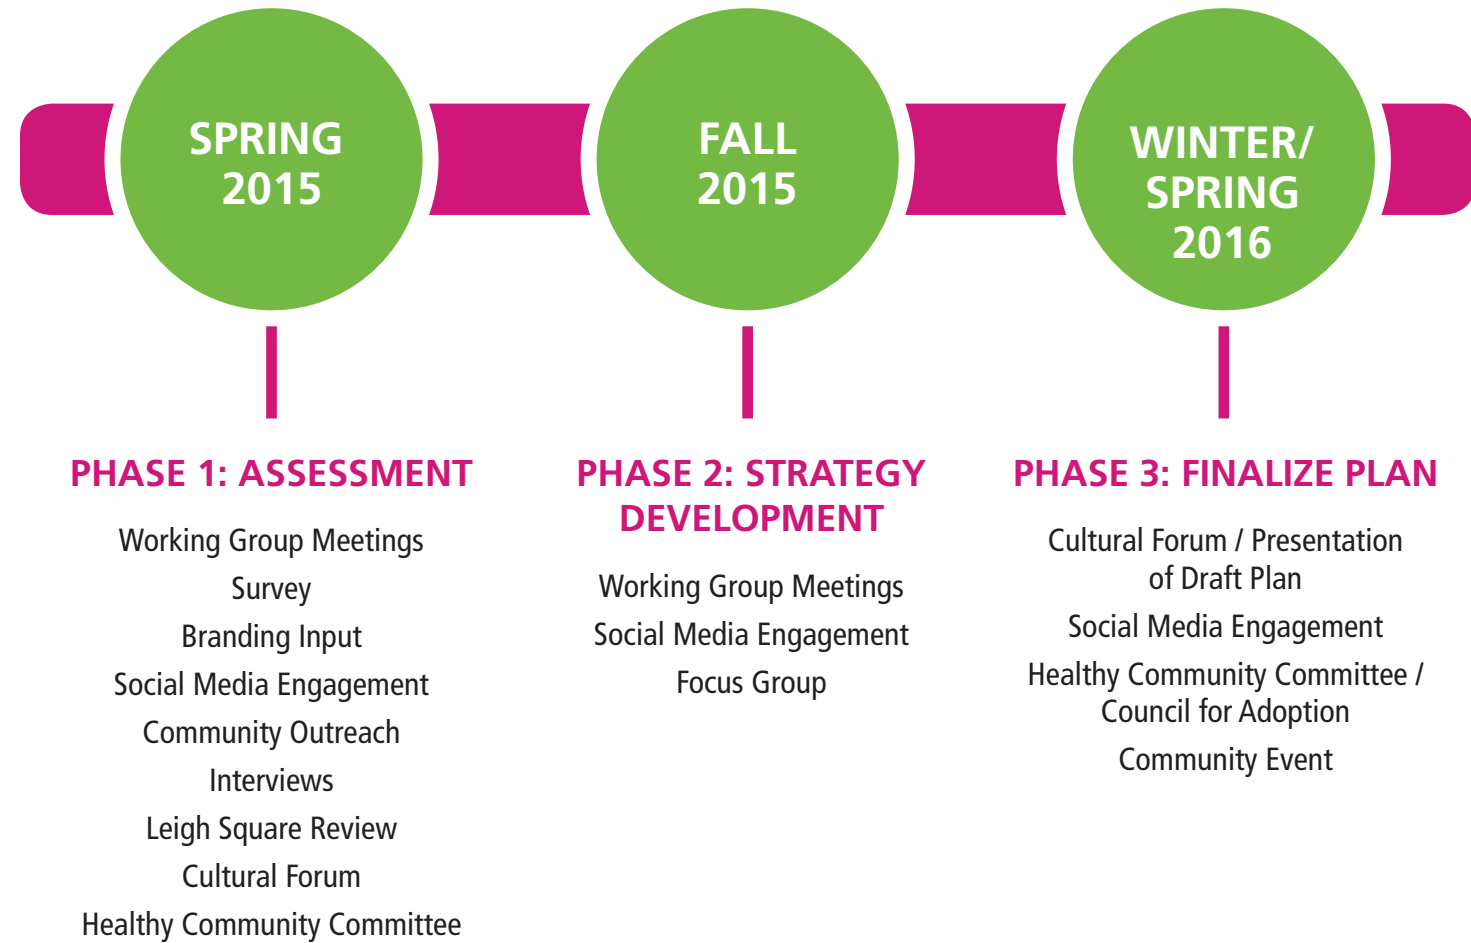 SPRING
2015
FALL
2015
WINTER/
SPRING
2016
PHASE 1: ASSESSMENT
Working Group Meetings
Survey
Branding Input
Social Media Engagement
Community Outreach
Interviews
Leigh Square Review
Cultural Forum
Healthy Community Committee
PHASE 2: STRATEGY
DEVELOPMENT
Working Group Meetings
Social Media Engagement
Focus Group
PHASE 3: FINALIZE PLAN
Cultural Forum / Presentation
of Draft Plan
Social Media Engagement
Healthy Community Committee /
Council for Adoption
Community Event